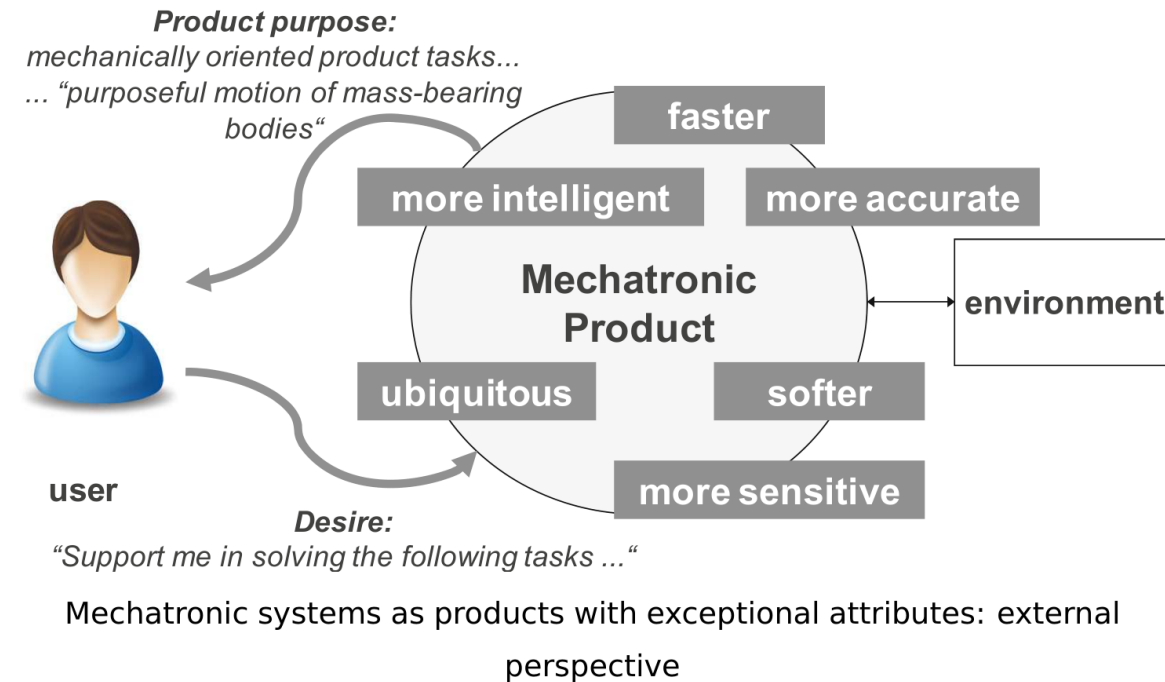 Product purpose:
mechanically oriented product tasks...
... “purposeful motion of mass-bearing
bodies“
faster
more intelligent
more accurate
Mechatronic
Product
environment
ubiquitous
softer
more sensitive
user
Desire:
“Support me in solving the following tasks ...“
Mechatronic systems as products with exceptional attributes: external
perspective